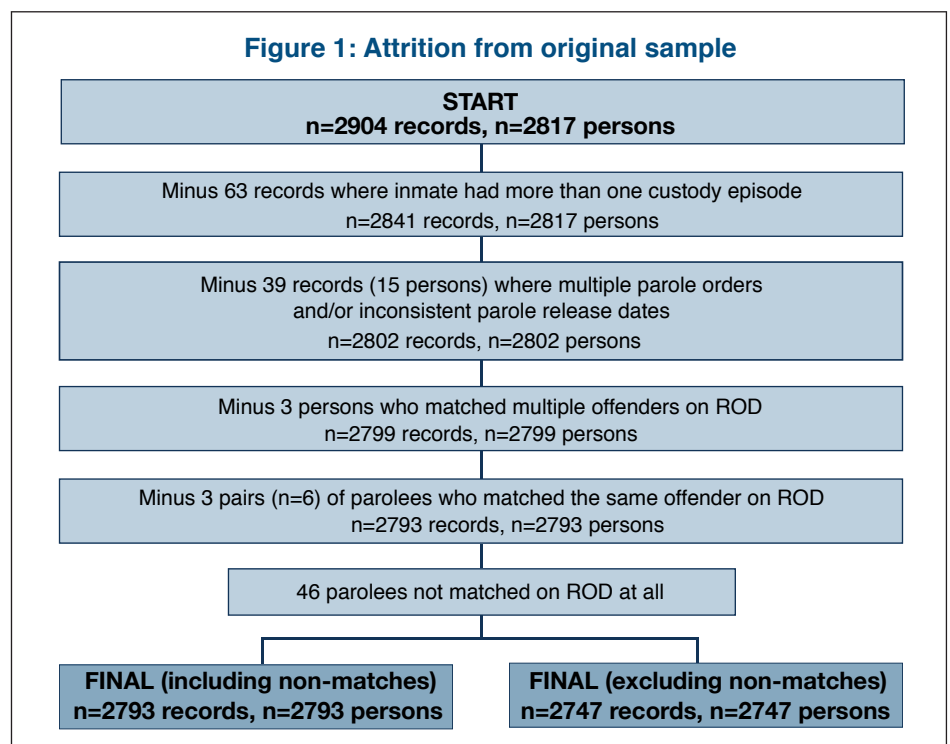 Figure 1: Attrition from original sample
START
n=2904 records, n=2817 persons
Minus 63 records where inmate had more than one custody episode
n=2841 records, n=2817 persons
Minus 39 records (15 persons) where multiple parole orders
and/or inconsistent parole release dates
n=2802 records, n=2802 persons
Minus 3 persons who matched multiple offenders on ROD
n=2799 records, n=2799 persons
Minus 3 pairs (n=6) of parolees who matched the same offender on ROD
n=2793 records, n=2793 persons
46 parolees not matched on ROD at all
FINAL (including non-matches)
n=2793 records, n=2793 persons
FINAL (excluding non-matches)
n=2747 records, n=2747 persons